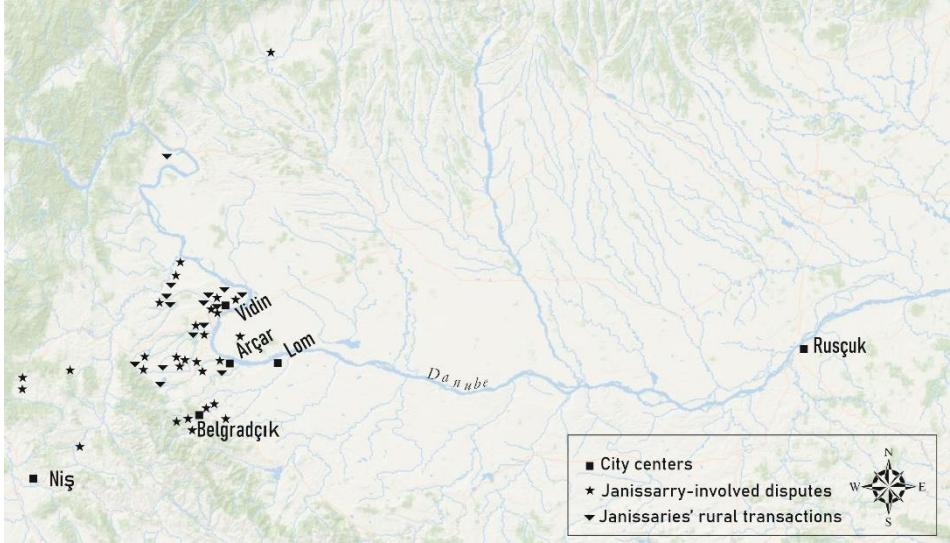 Vidin
Arçar
Lom
Rusçuk
Danube
Belgradçık
Niş
City centers
Janissarry-involved disputes
Janissaries' rural transactions
N
W
E
S